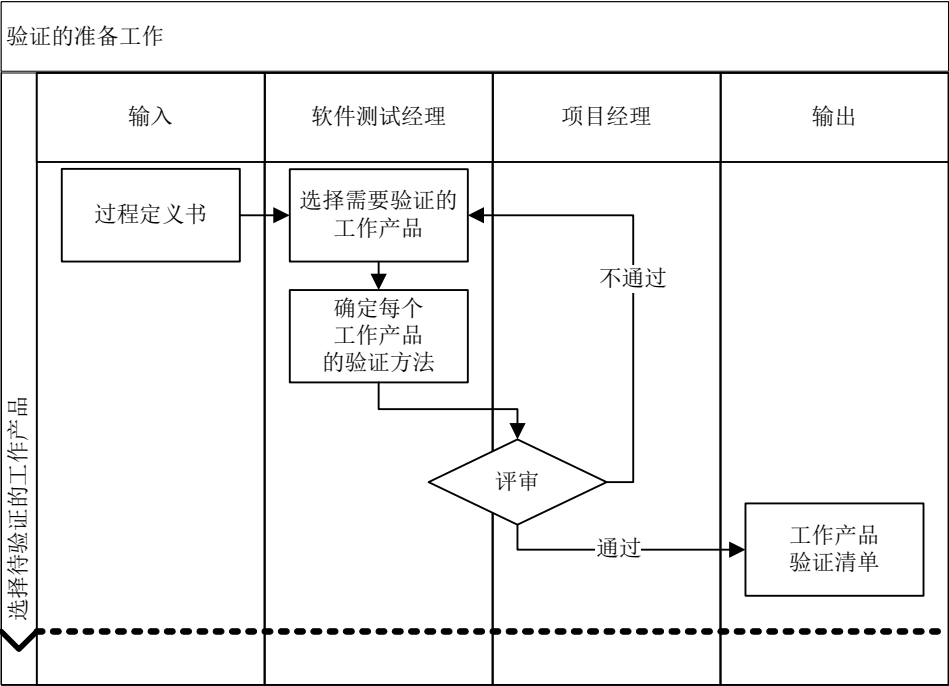 验证的准备工作
输入
软件测试经理
项目经理
输出
过程定义书
选择需要验证的
工作产品
不通过
确定每个
工作产品
的验证方法
评审
通过
工作产品
验证清单
选择待验证的工作产品